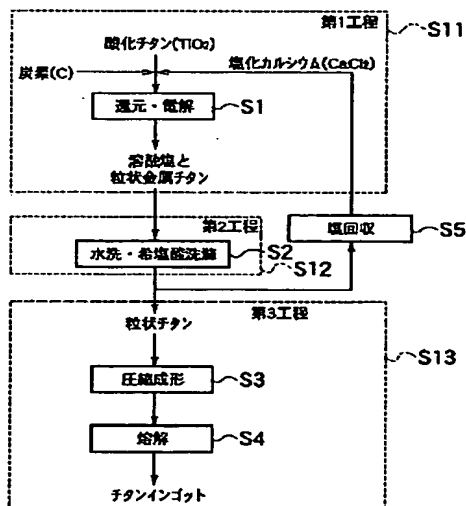 第1工程
S11
酸化チタン(TiO₂)
炭素(C)
塩化カルシウム(CaCl₂)
還元・電解
S1
溶融塩と
粒状金属チタン
第2工程
塩回収
S5
水洗・希塩酸洗滌
S2
S12
第3工程
粒状チタン
S13
圧縮成形
S3
熔解
S4
チタンインゴット